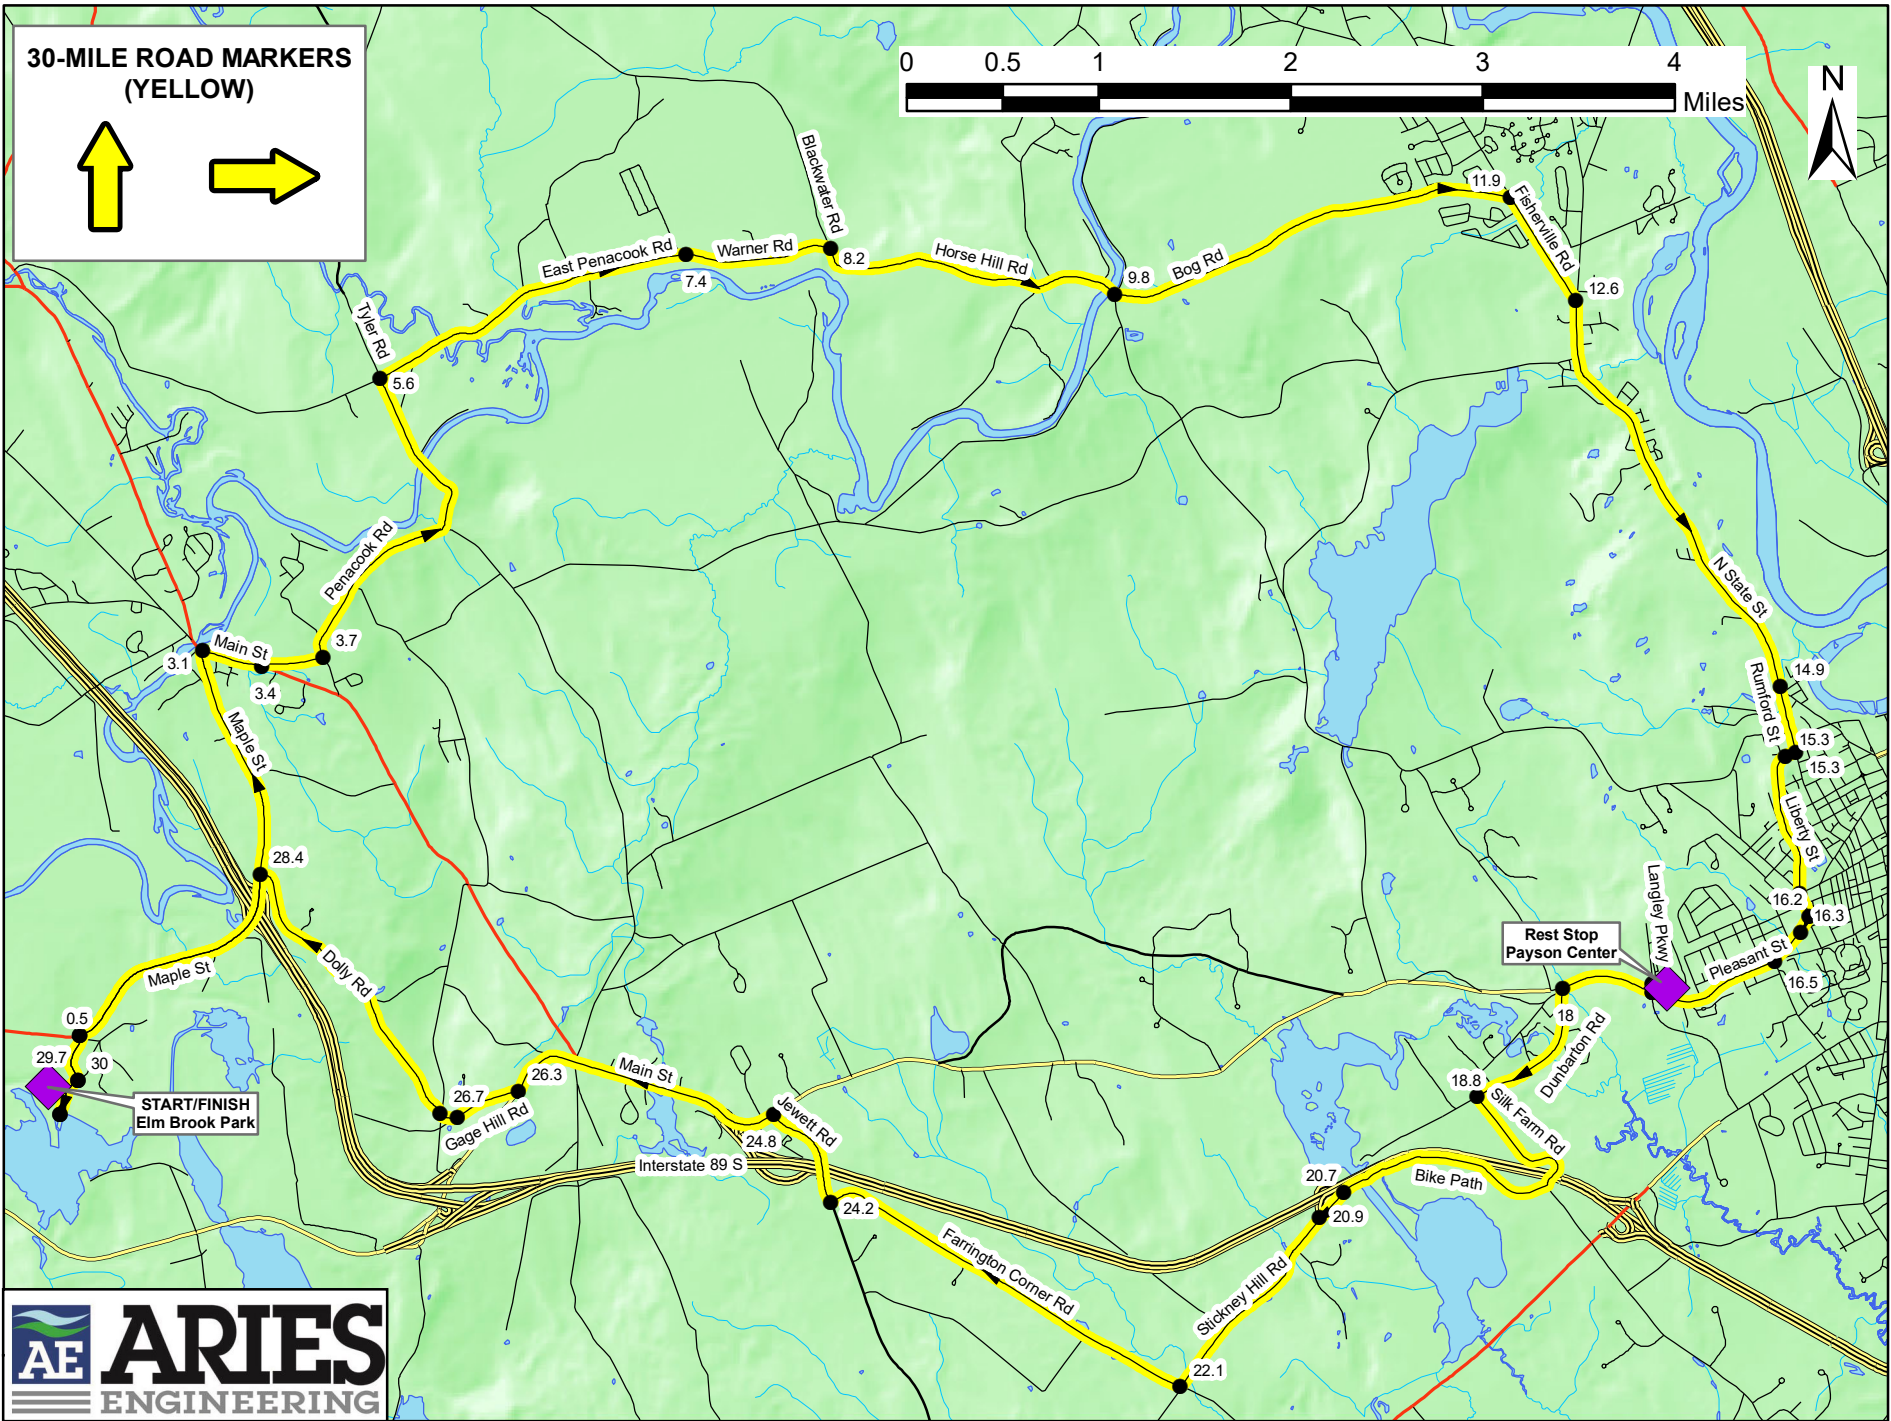 30-MILE ROAD MARKERS
(YELLOW)
0 0.5 1 2 3 4
Miles
N
Blackwater Rd
11.9
Fisherville Rd
East Penacook Rd
Warner Rd
8.2
Horse Hill Rd
7.4
9.8
Bog Rd
12.6
Tyler Rd
5.6
Penacook Rd
N State St
Main St
3.7
3.1
3.4
14.9
Rumford St
15.3
15.3
Maple St
Liberty St
28.4
Langley Pkwy
16.2
16.3
Rest Stop
Payson Center
Pleasant St
16.5
Maple St
Dolly Rd
18
Dunbarton Rd
0.5
29.7
30
START/FINISH
Elm Brook Park
26.3
26.7
Gage Hill Rd
Main St
Jewett Rd
24.8
18.8
Silk Farm Rd
Interstate 89 S
Bike Path
20.7
20.9
24.2
Farrington Corner Rd
Stickney Hill Rd
22.1
AE
ARIES
ENGINEERING